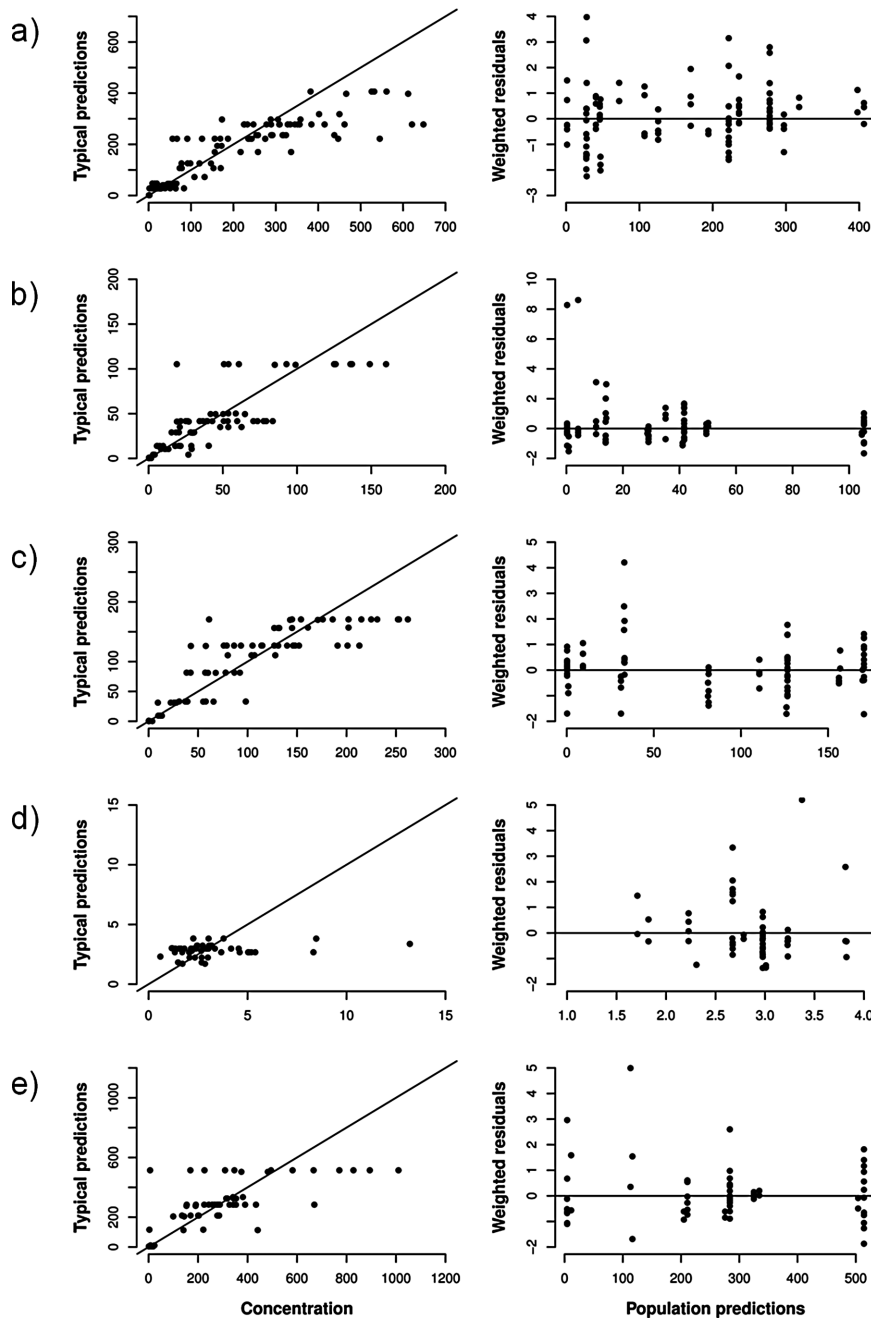 a)
Typical predictions
0 200 400 600
0 100 200 300 400 500 600 700
Weighted residuals
-3 -1 0 1 2 3 4
0 100 200 300 400
b)
Typical predictions
0 50 100 150 200
0 50 100 150 200
Weighted residuals
-2 0 2 4 6 8 10
0 20 40 60 80 100
c)
Typical predictions
0 50 100 200 300
0 50 100 150 200 250 300
Weighted residuals
-2 0 1 2 3 4 5
0 50 100 150
d)
Typical predictions
0 5 10 15
0 5 10 15
Weighted residuals
-2 0 1 2 3 4 5
1.0 1.5 2.0 2.5 3.0 3.5 4.0
e)
Typical predictions
0 200 600 1000
0 200 400 600 800 1000 1200
Concentration
Weighted residuals
-2 0 1 2 3 4 5
0 100 200 300 400 500
Population predictions